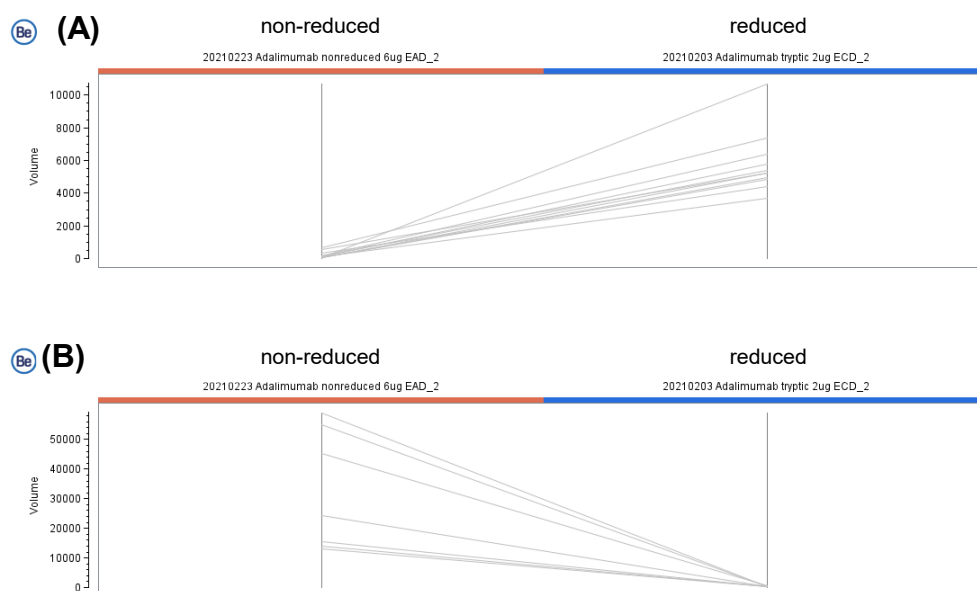 Be (A) non-reduced reduced
20210223 Adalimumab nonreduced 6ug EAD_2 20210203 Adalimumab tryptic 2ug ECD_2
10000
8000
6000
4000
2000
0
Volume
Be (B) non-reduced reduced
20210223 Adalimumab nonreduced 6ug EAD_2 20210203 Adalimumab tryptic 2ug ECD_2
50000
40000
30000
20000
10000
0
Volume